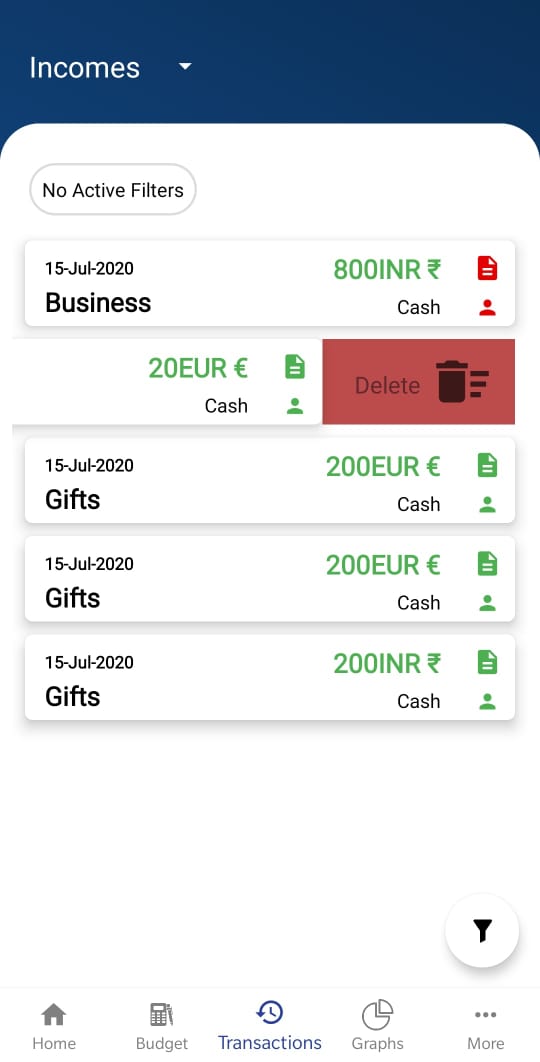 Incomes
No Active Filters
15-Jul-2020 800INR ₹
Business Cash
20EUR €
Cash
Delete
15-Jul-2020 200EUR €
Gifts Cash
15-Jul-2020 200EUR €
Gifts Cash
15-Jul-2020 200INR ₹
Gifts Cash
Home Budget Transactions Graphs More